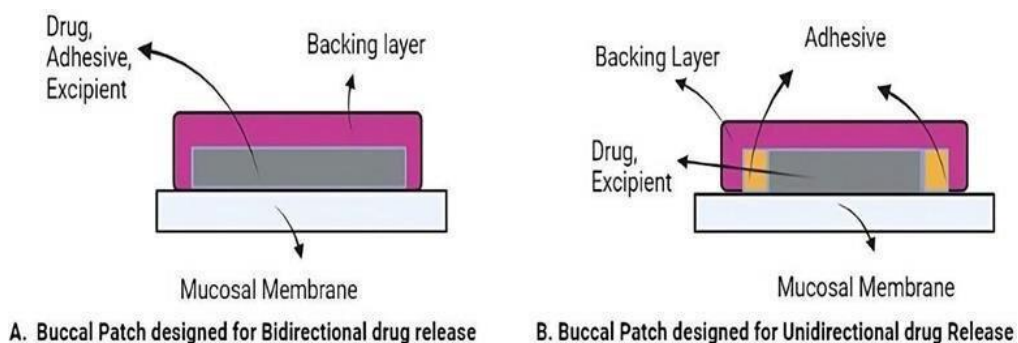 Drug,
Adhesive,
Excipient
Backing layer
Mucosal Membrane
A. Buccal Patch designed for Bidirectional drug release
Adhesive
Backing Layer
Drug,
Excipient
Mucosal Membrane
B. Buccal Patch designed for Unidirectional drug Release